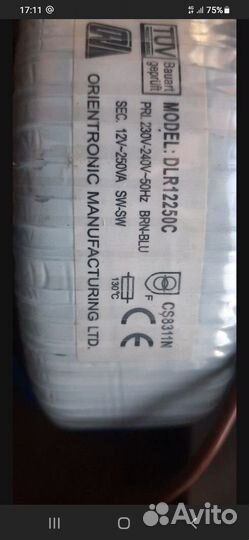 17:11
75%
TÜV
Bauart
geprüft
MODEL: DLR12250C
PRI. 230V-240V~50Hz BRN-BLU
SEC. 12V~250VA SW-SW
ORIENTRONIC MANUFACTURING LTD.
130°C
F
CE
CS8311N
Avito